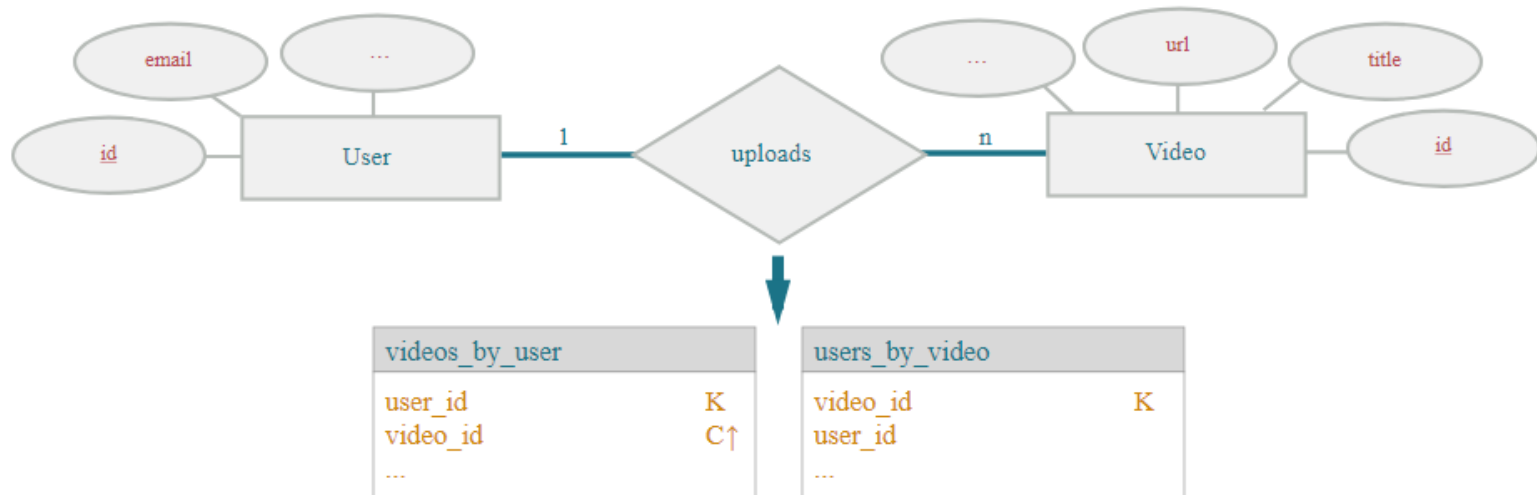 email
...
...
url
title
id
User
1
uploads
n
Video
id
videos_by_user
user_id K
video_id C↑
...
users_by_video
video_id K
user_id
...